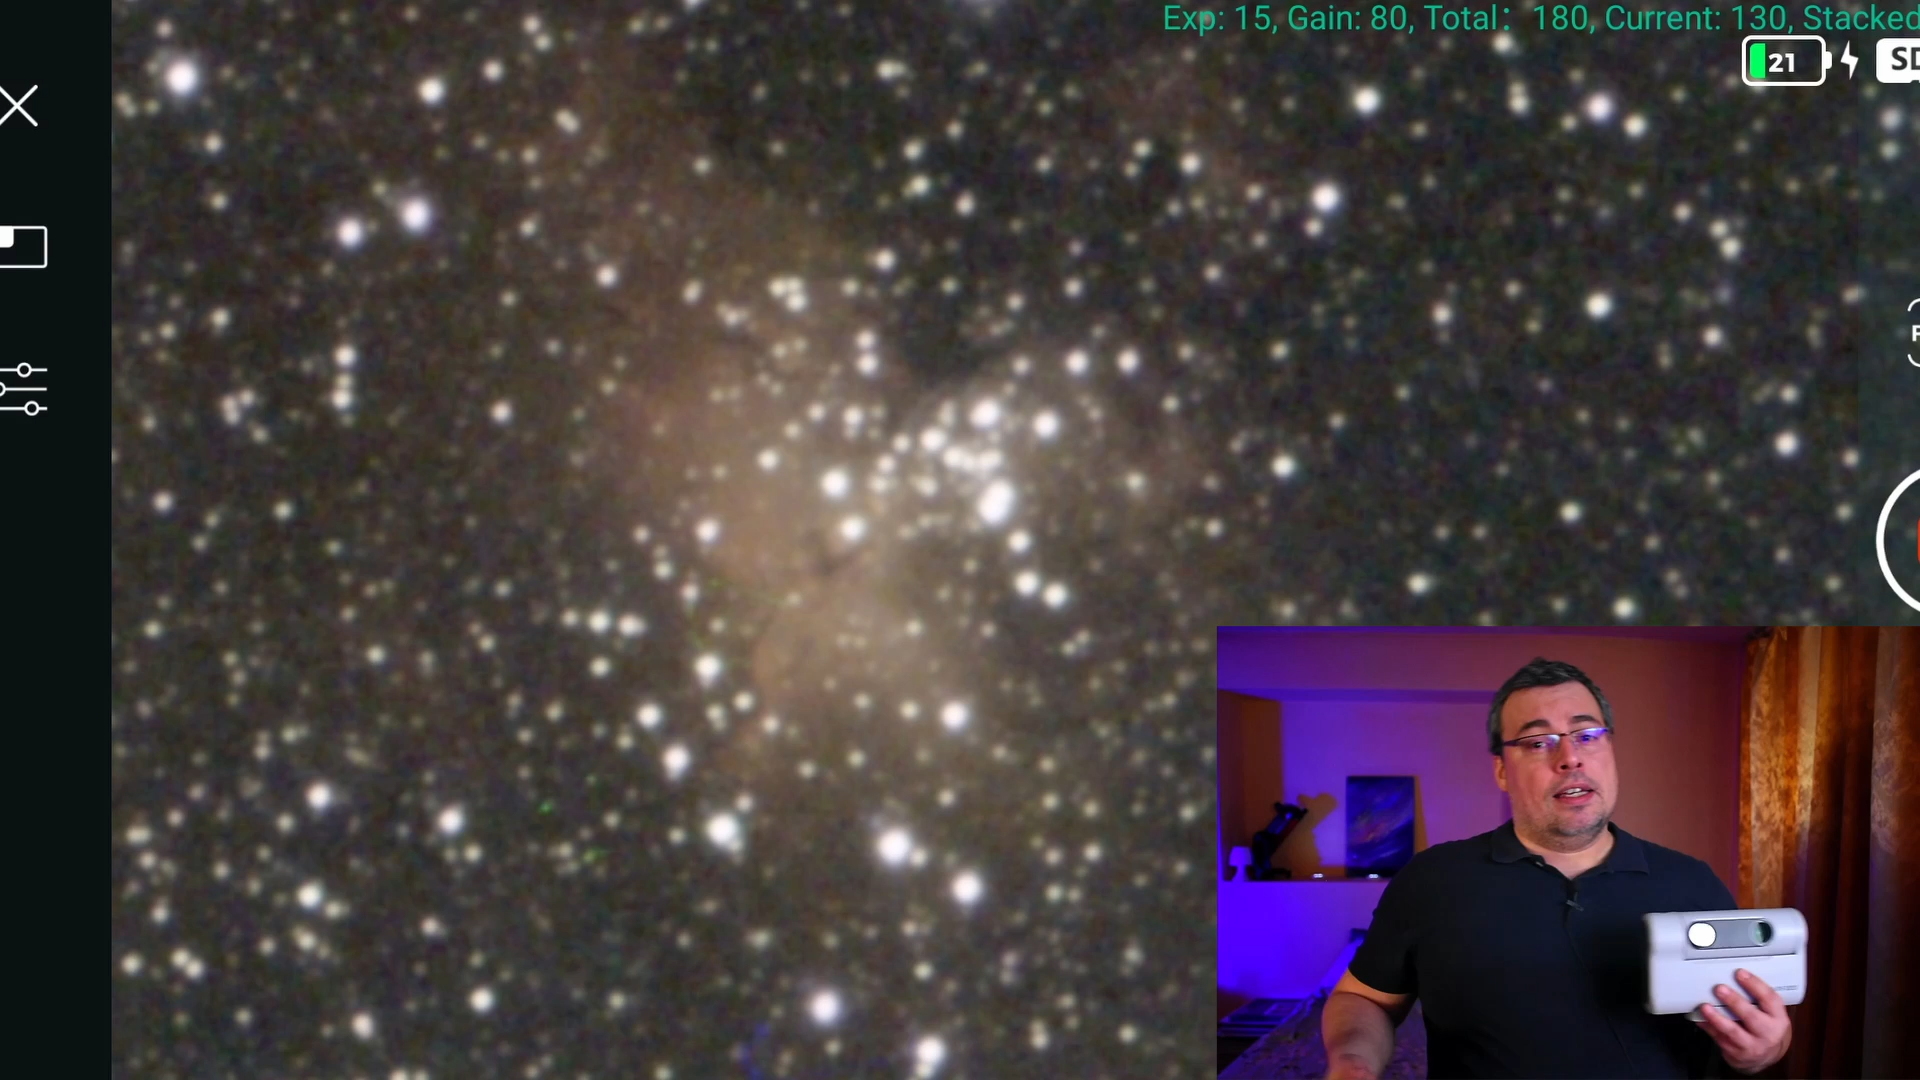 Exp: 15, Gain: 80, Total: 180, Current: 130, Stacked
21
SD